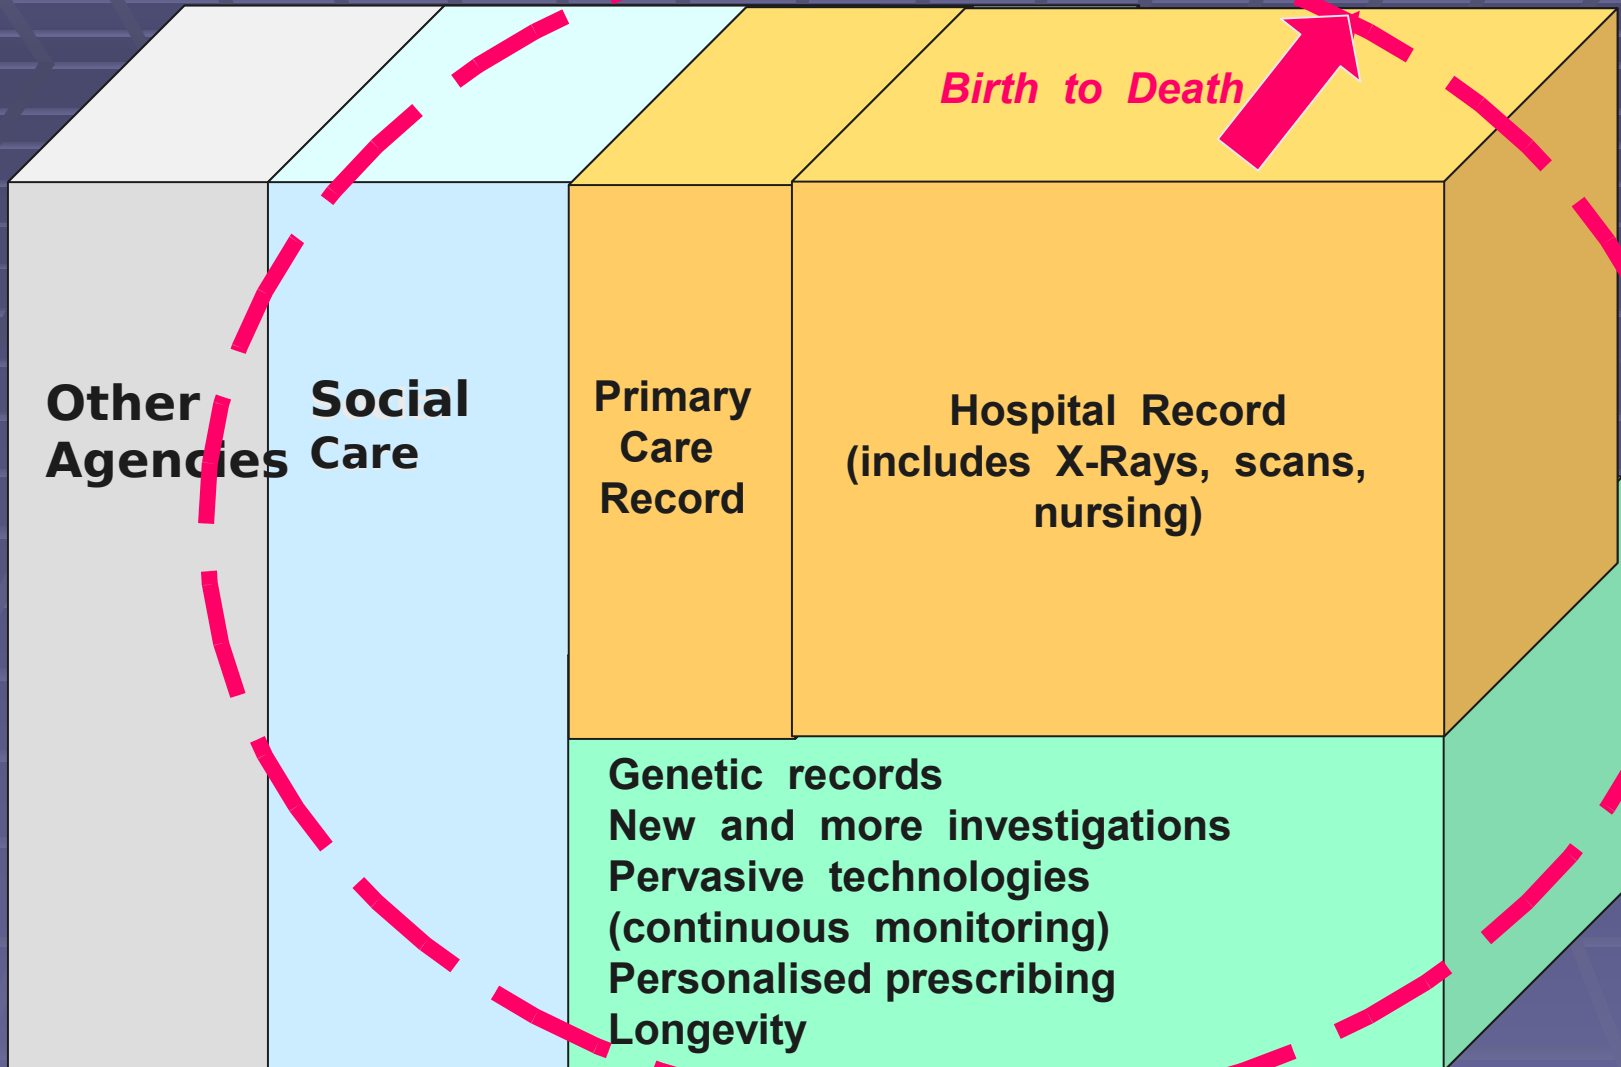 Birth to Death
Other
Agencies
Social
Care
Primary
Care
Record
Hospital Record
(includes X-Rays, scans,
nursing)
Genetic records
New and more investigations
Pervasive technologies
(continuous monitoring)
Personalised prescribing
Longevity